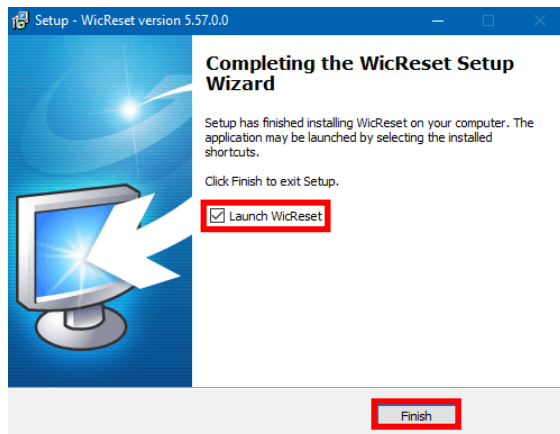 Setup - WicReset version 5.57.0.0
Completing the WicReset Setup
Wizard
Setup has finished installing WicReset on your computer. The
application may be launched by selecting the installed
shortcuts.
Click Finish to exit Setup.
Launch WicReset
Finish